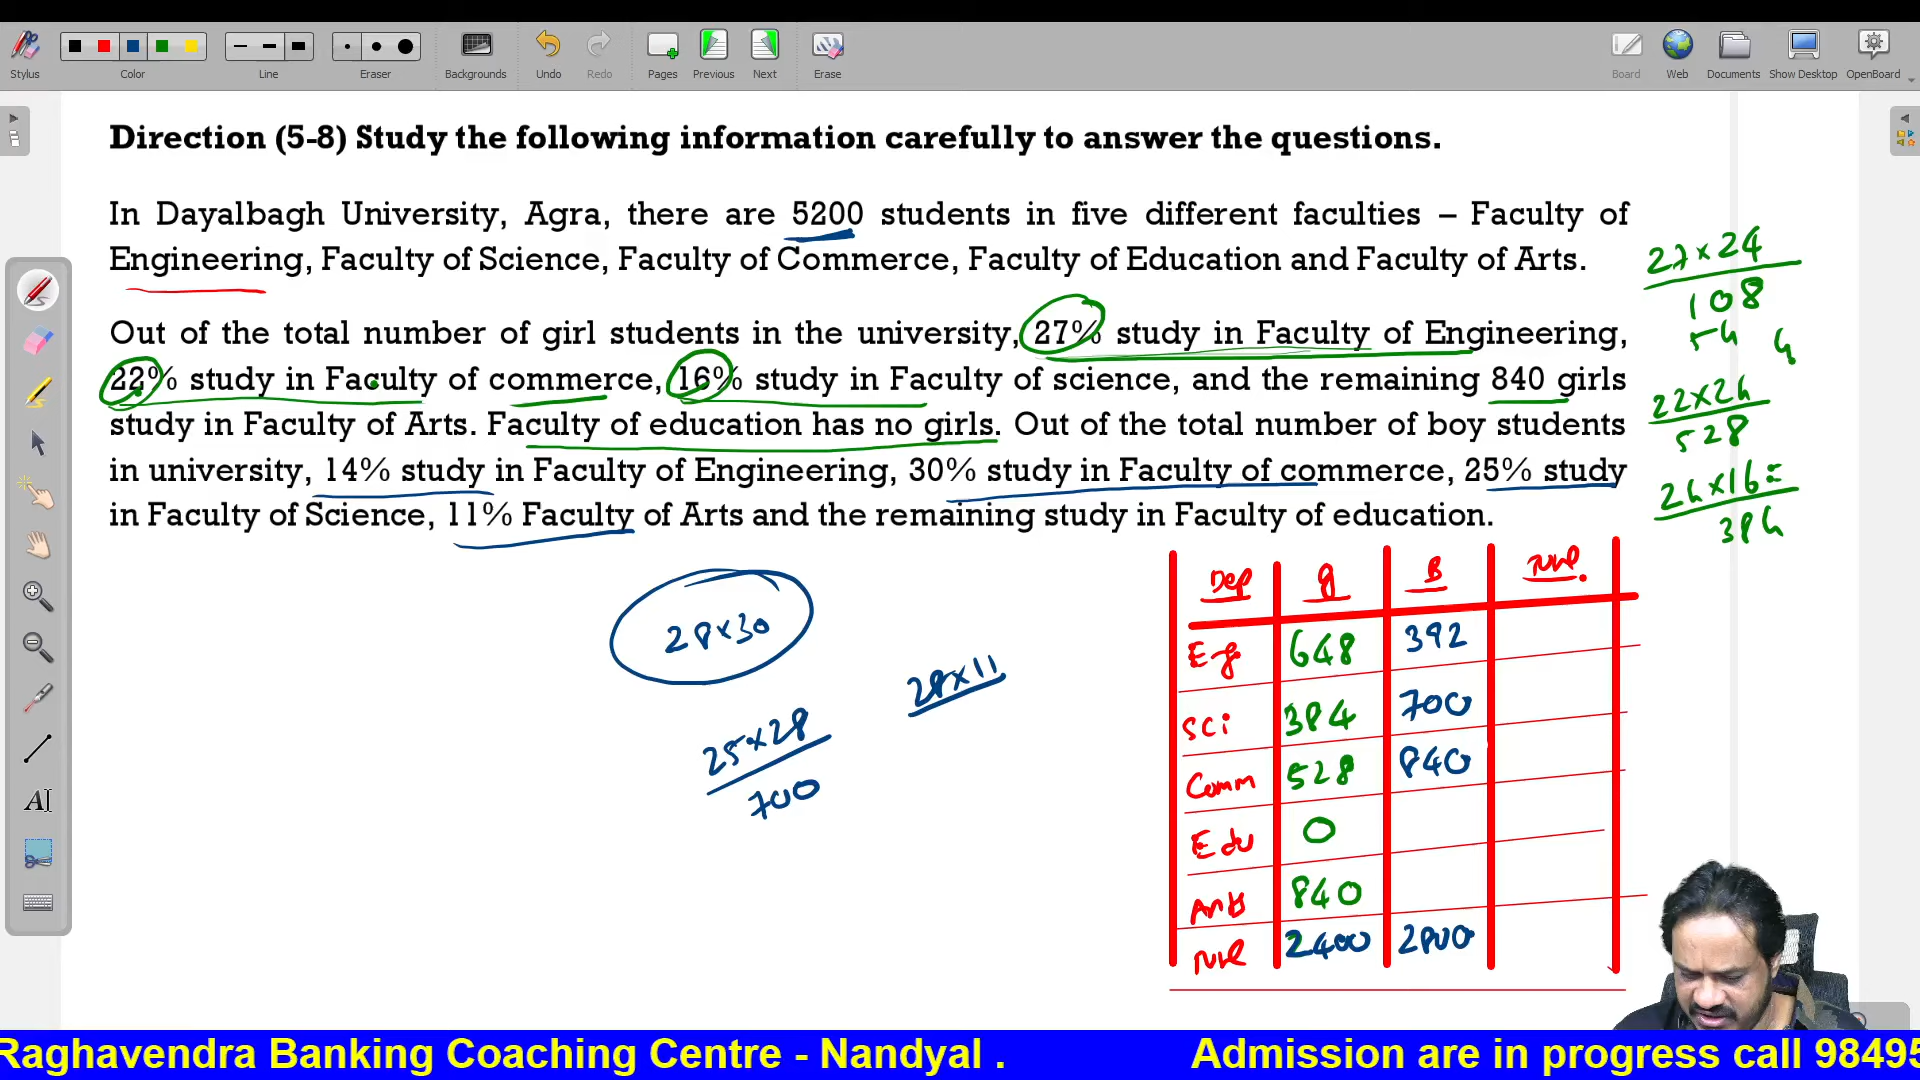 Stylus
Color
Line
Eraser
Backgrounds
Undo
Redo
Pages
Previous
Next
Erase
Board
Web
Documents
Show Desktop
OpenBoard
Direction (5-8) Study the following information carefully to answer the questions.
In Dayalbagh University, Agra, there are 5200 students in five different faculties – Faculty of
Engineering, Faculty of Science, Faculty of Commerce, Faculty of Education and Faculty of Arts.
Out of the total number of girl students in the university, 27% study in Faculty of Engineering,
22% study in Faculty of commerce, 16% study in Faculty of science, and the remaining 840 girls
study in Faculty of Arts. Faculty of education has no girls. Out of the total number of boy students
in university, 14% study in Faculty of Engineering, 30% study in Faculty of commerce, 25% study
in Faculty of Science, 11% Faculty of Arts and the remaining study in Faculty of education.
27×24
108
54 4
22×24
528
24×16=
384
28×30
25×28
700
28×11
Dep g B
Eg 648 392
Sci 384 700
Comm 528 840
Edu 0
Arts 840
2400 2800
AI
Raghavendra Banking Coaching Centre - Nandyal . Admission are in progress call 98495